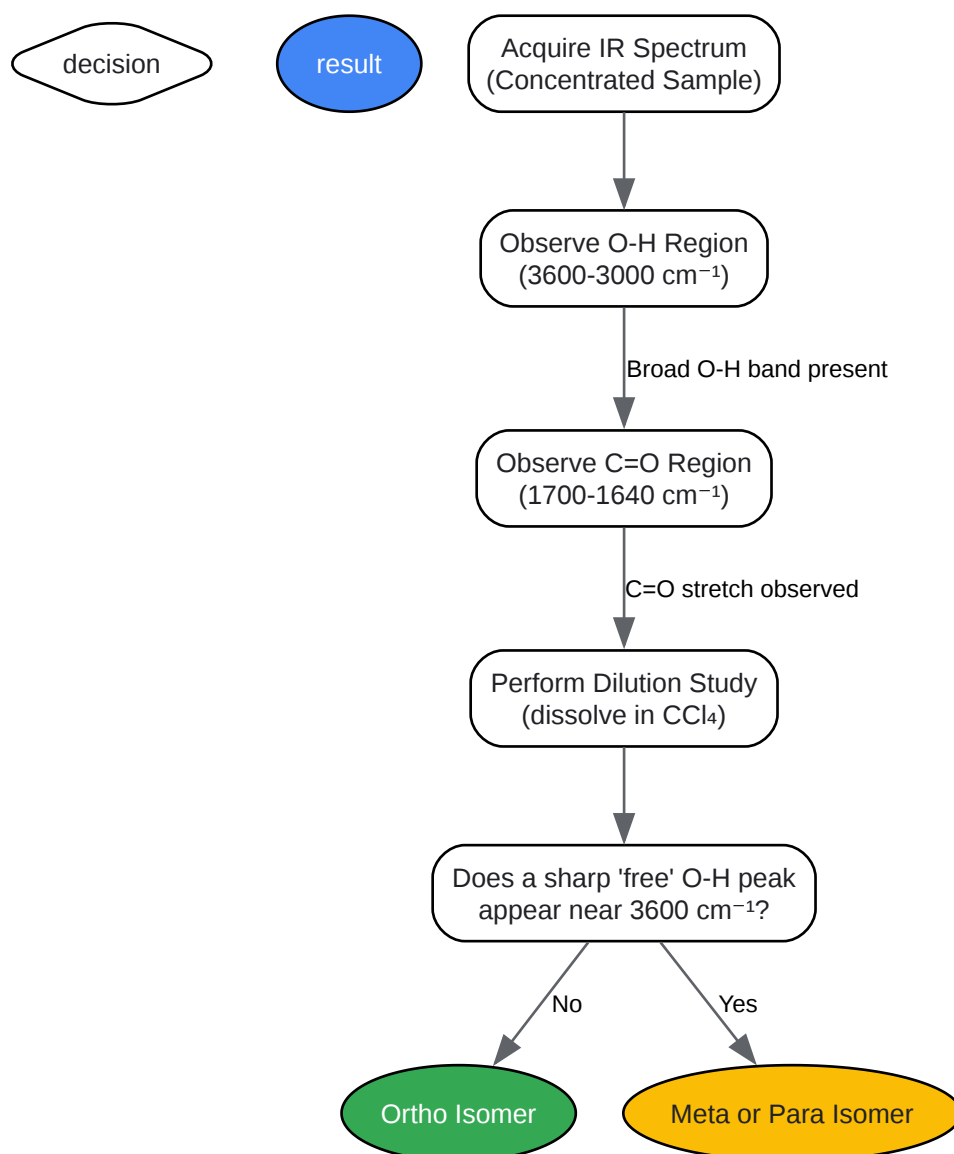 decision
result
Acquire IR Spectrum
(Concentrated Sample)
Observe O-H Region
(3600-3000 cm⁻¹)
Broad O-H band present
Observe C=O Region
(1700-1640 cm⁻¹)
C=O stretch observed
Perform Dilution Study
(dissolve in CCl₄)
Does a sharp 'free' O-H peak
appear near 3600 cm⁻¹?
No
Yes
Ortho Isomer
Meta or Para Isomer